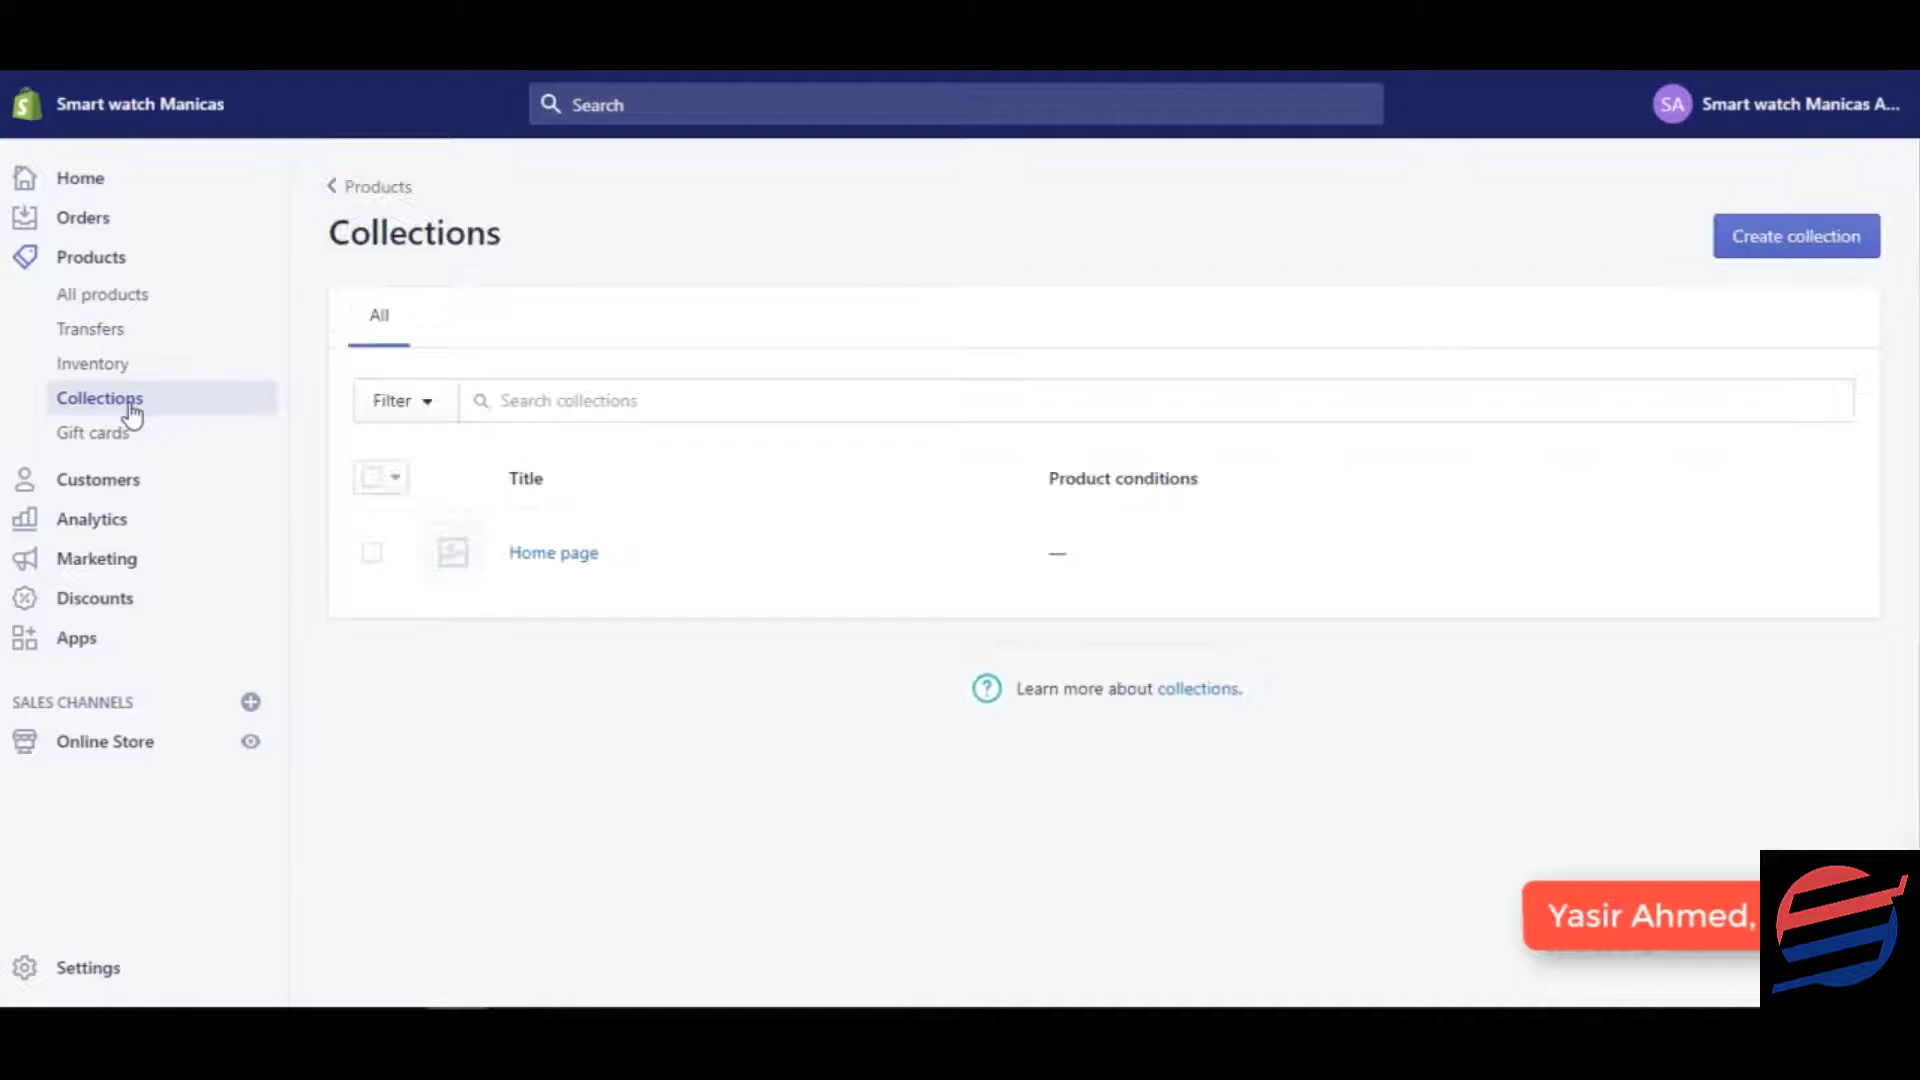 Smart watch Manicas
Search
SA
Smart watch Manicas A...
Home
Orders
Products
All products
Transfers
Inventory
Collections
Gift cards
Customers
Analytics
Marketing
Discounts
Apps
SALES CHANNELS
Online Store
Settings
Products
Collections
Create collection
All
Filter
Search collections
Title
Product conditions
Home page
—
Learn more about collections.
Yasir Ahmed,